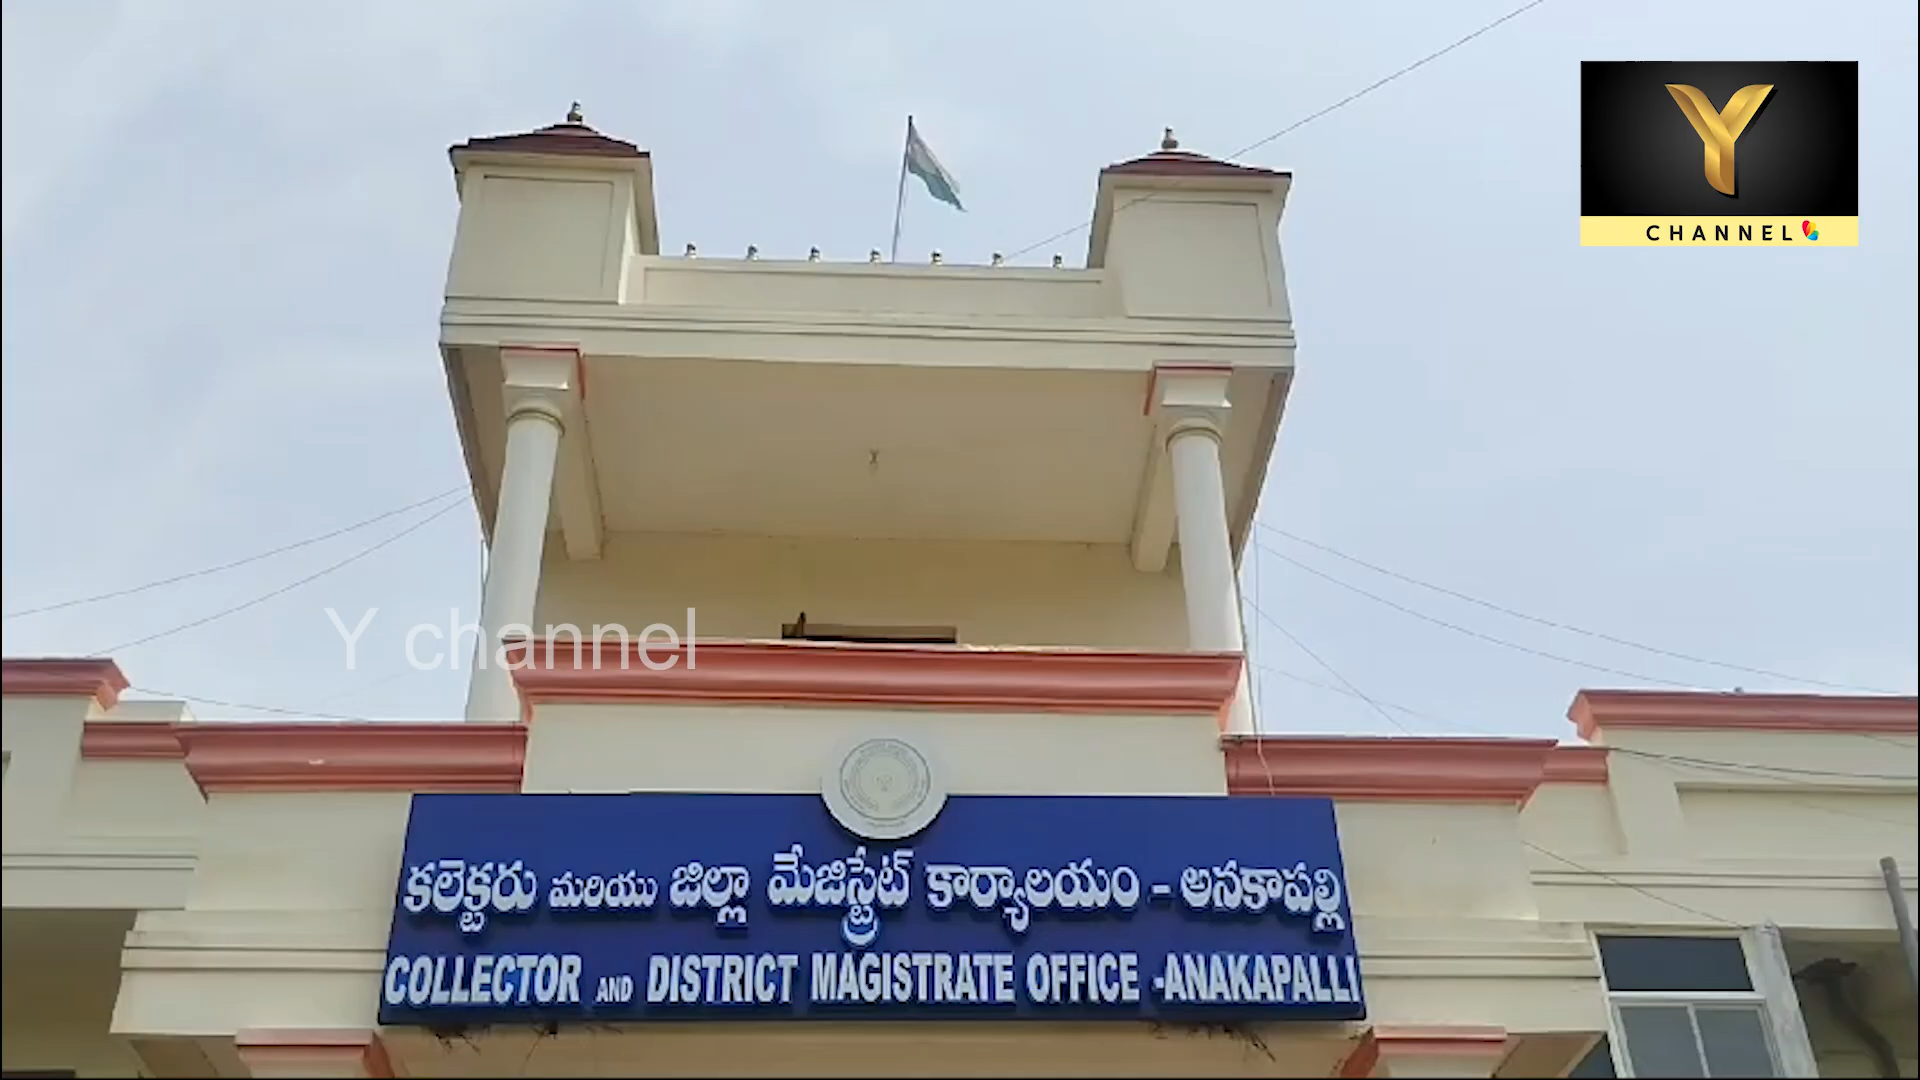 Y
CHANNEL
Y channel
కలెక్టరు మరియు జిల్లా మేజిస్ట్రేట్ కార్యాలయం - అనకాపల్లి
COLLECTOR AND DISTRICT MAGISTRATE OFFICE -ANAKAPALLI